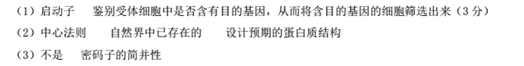 （1）启动子　鉴别受体细胞中是否含有目的基因，从而将含目的基因的细胞筛选出来（3 分）
（2）中心法则　自然界中已存在的　设计预期的蛋白质结构
（3）不是　密码子的简并性